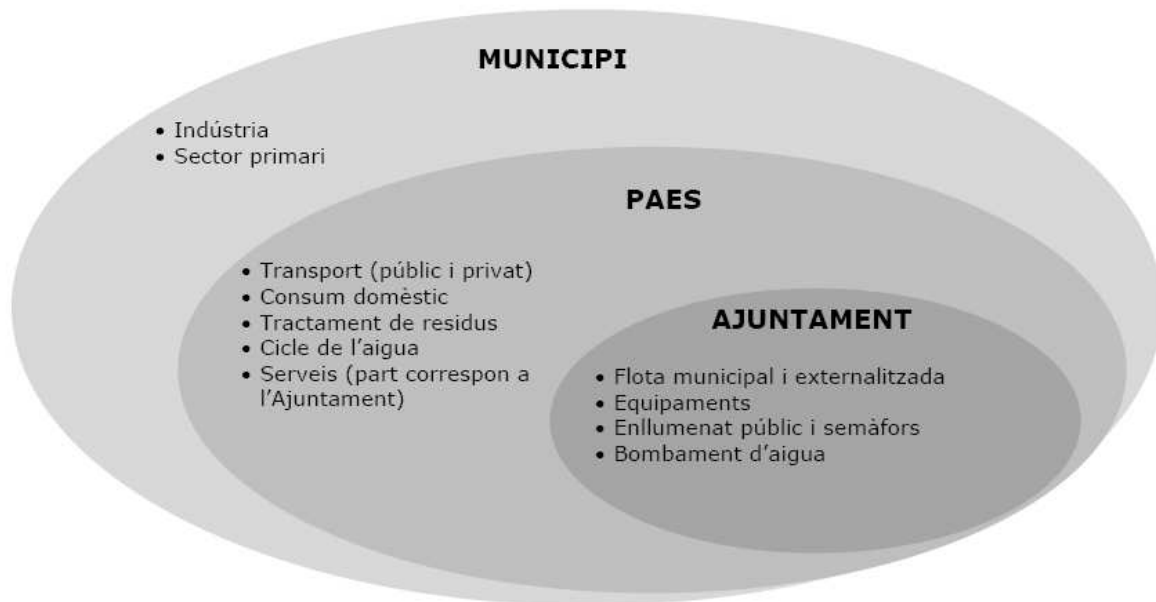 MUNICIPI
• Indústria
• Sector primari
PAES
• Transport (públic i privat)
• Consum domèstic
• Tractament de residus
• Cicle de l'aigua
• Serveis (part correspon a
l'Ajuntament)
AJUNTAMENT
• Flota municipal i externalitzada
• Equipaments
• Enllumenat públic i semàfors
• Bombament d'aigua